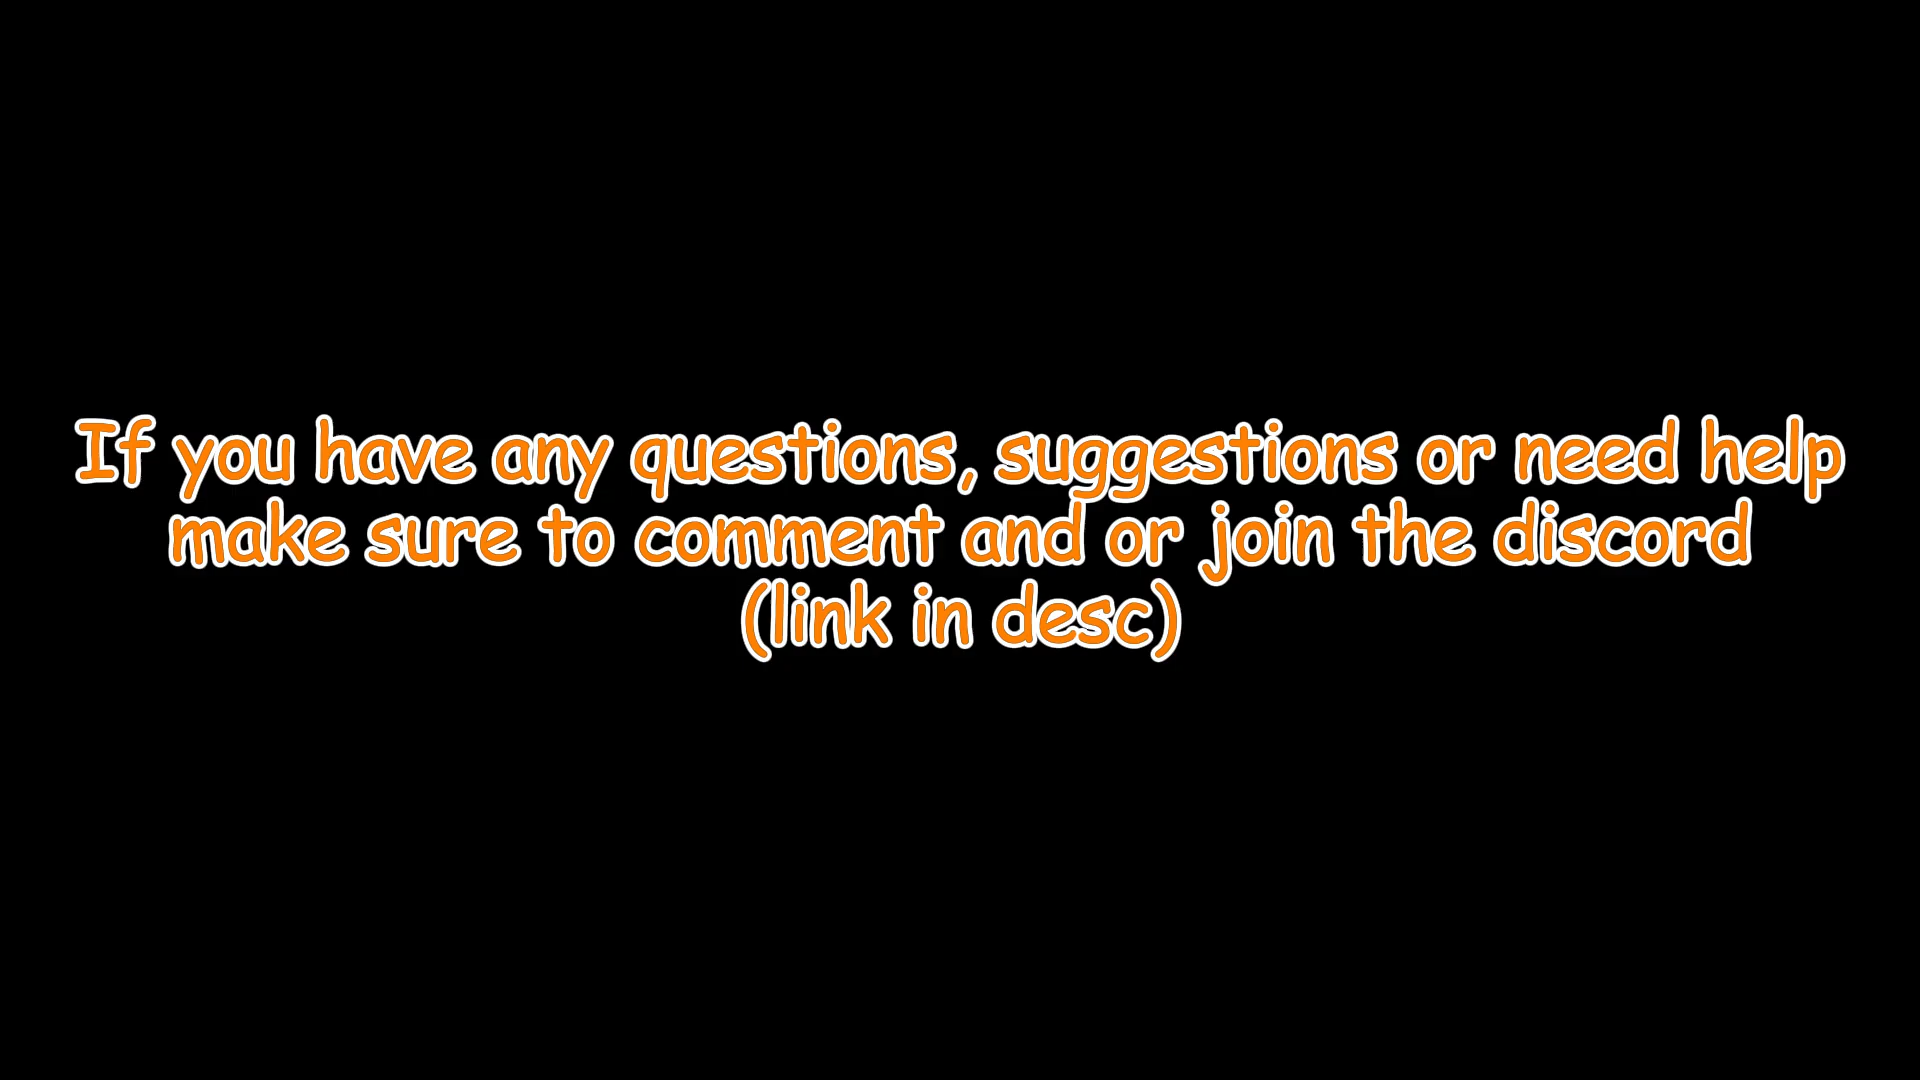 If you have any questions, suggestions or need help
make sure to comment and or join the discord
(link in desc)